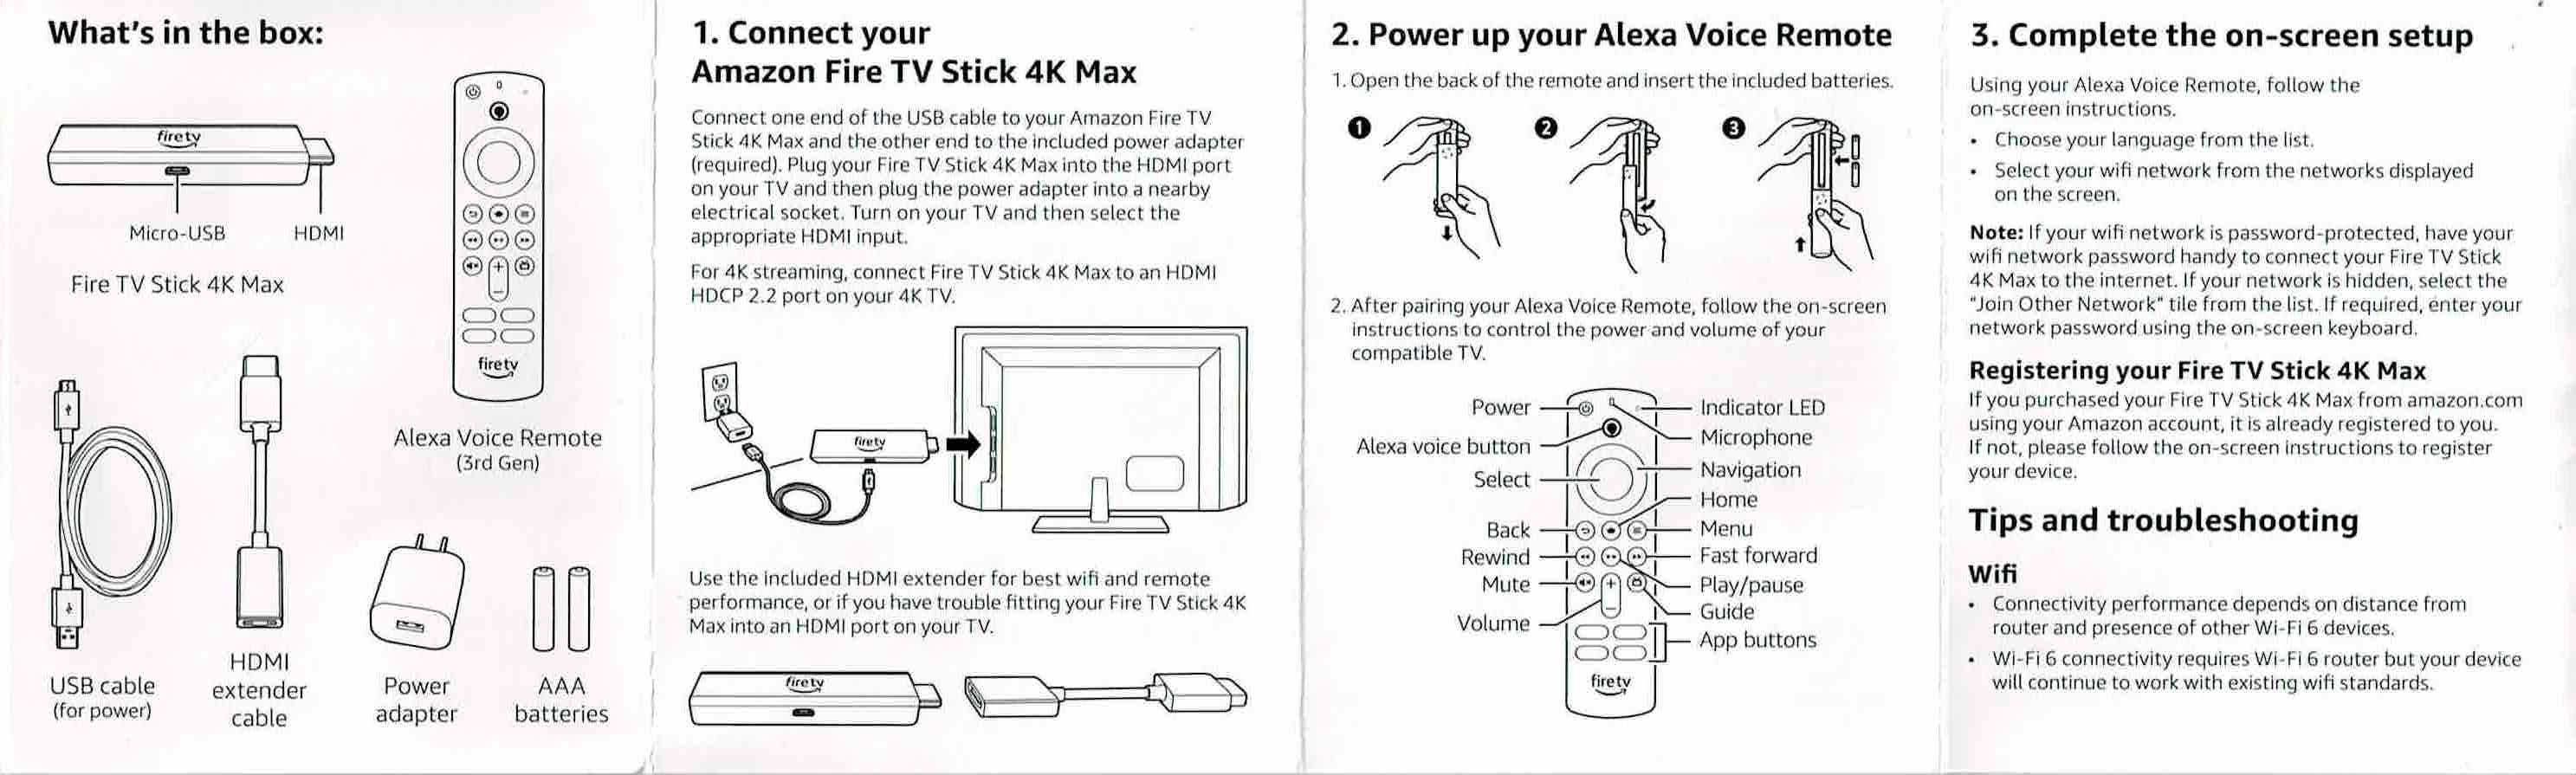 What's in the box:
firetv
Micro-USB
HDMI
Fire TV Stick 4K Max
firetv
Alexa Voice Remote
(3rd Gen)
USB cable
(for power)
HDMI
extender
cable
Power
adapter
AAA
batteries
1. Connect your
Amazon Fire TV Stick 4K Max
Connect one end of the USB cable to your Amazon Fire TV
Stick 4K Max and the other end to the included power adapter
(required). Plug your Fire TV Stick 4K Max into the HDMI port
on your TV and then plug the power adapter into a nearby
electrical socket. Turn on your TV and then select the
appropriate HDMI input.
For 4K streaming, connect Fire TV Stick 4K Max to an HDMI
HDCP 2.2 port on your 4K TV.
firetv
Use the included HDMI extender for best wifi and remote
performance, or if you have trouble fitting your Fire TV Stick 4K
Max into an HDMI port on your TV.
firetv
2. Power up your Alexa Voice Remote
1. Open the back of the remote and insert the included batteries.
1
2
3
2. After pairing your Alexa Voice Remote, follow the on-screen
instructions to control the power and volume of your
compatible TV.
Power
Alexa voice button
Select
Back
Rewind
Mute
Volume
Indicator LED
Microphone
Navigation
Home
Menu
Fast forward
Play/pause
Guide
App buttons
firetv
3. Complete the on-screen setup
Using your Alexa Voice Remote, follow the
on-screen instructions.
• Choose your language from the list.
• Select your wifi network from the networks displayed
on the screen.
Note: If your wifi network is password-protected, have your
wifi network password handy to connect your Fire TV Stick
4K Max to the internet. If your network is hidden, select the
"Join Other Network" tile from the list. If required, enter your
network password using the on-screen keyboard.
Registering your Fire TV Stick 4K Max
If you purchased your Fire TV Stick 4K Max from amazon.com
using your Amazon account, it is already registered to you.
If not, please follow the on-screen instructions to register
your device.
Tips and troubleshooting
Wifi
• Connectivity performance depends on distance from
router and presence of other Wi-Fi 6 devices.
• Wi-Fi 6 connectivity requires Wi-Fi 6 router but your device
will continue to work with existing wifi standards.